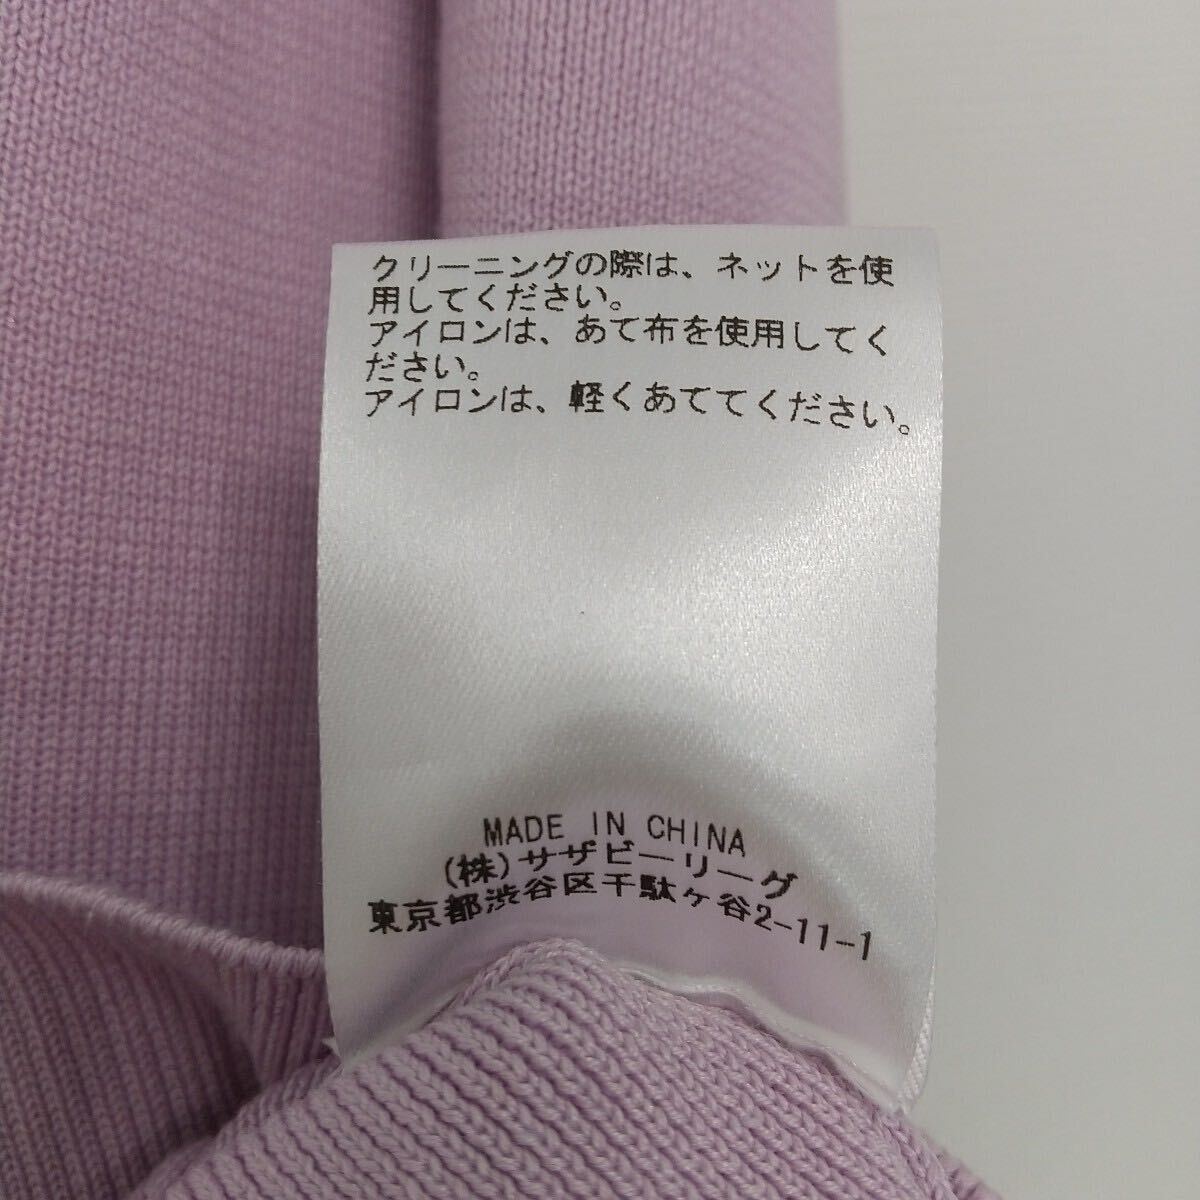 クリーニングの際は、ネットを使
用してください。
アイロンは、あて布を使用してく
ださい。
アイロンは、軽くあててください。
MADE IN CHINA
(株)サザビーリーグ
東京都渋谷区千駄ヶ谷2-11-1